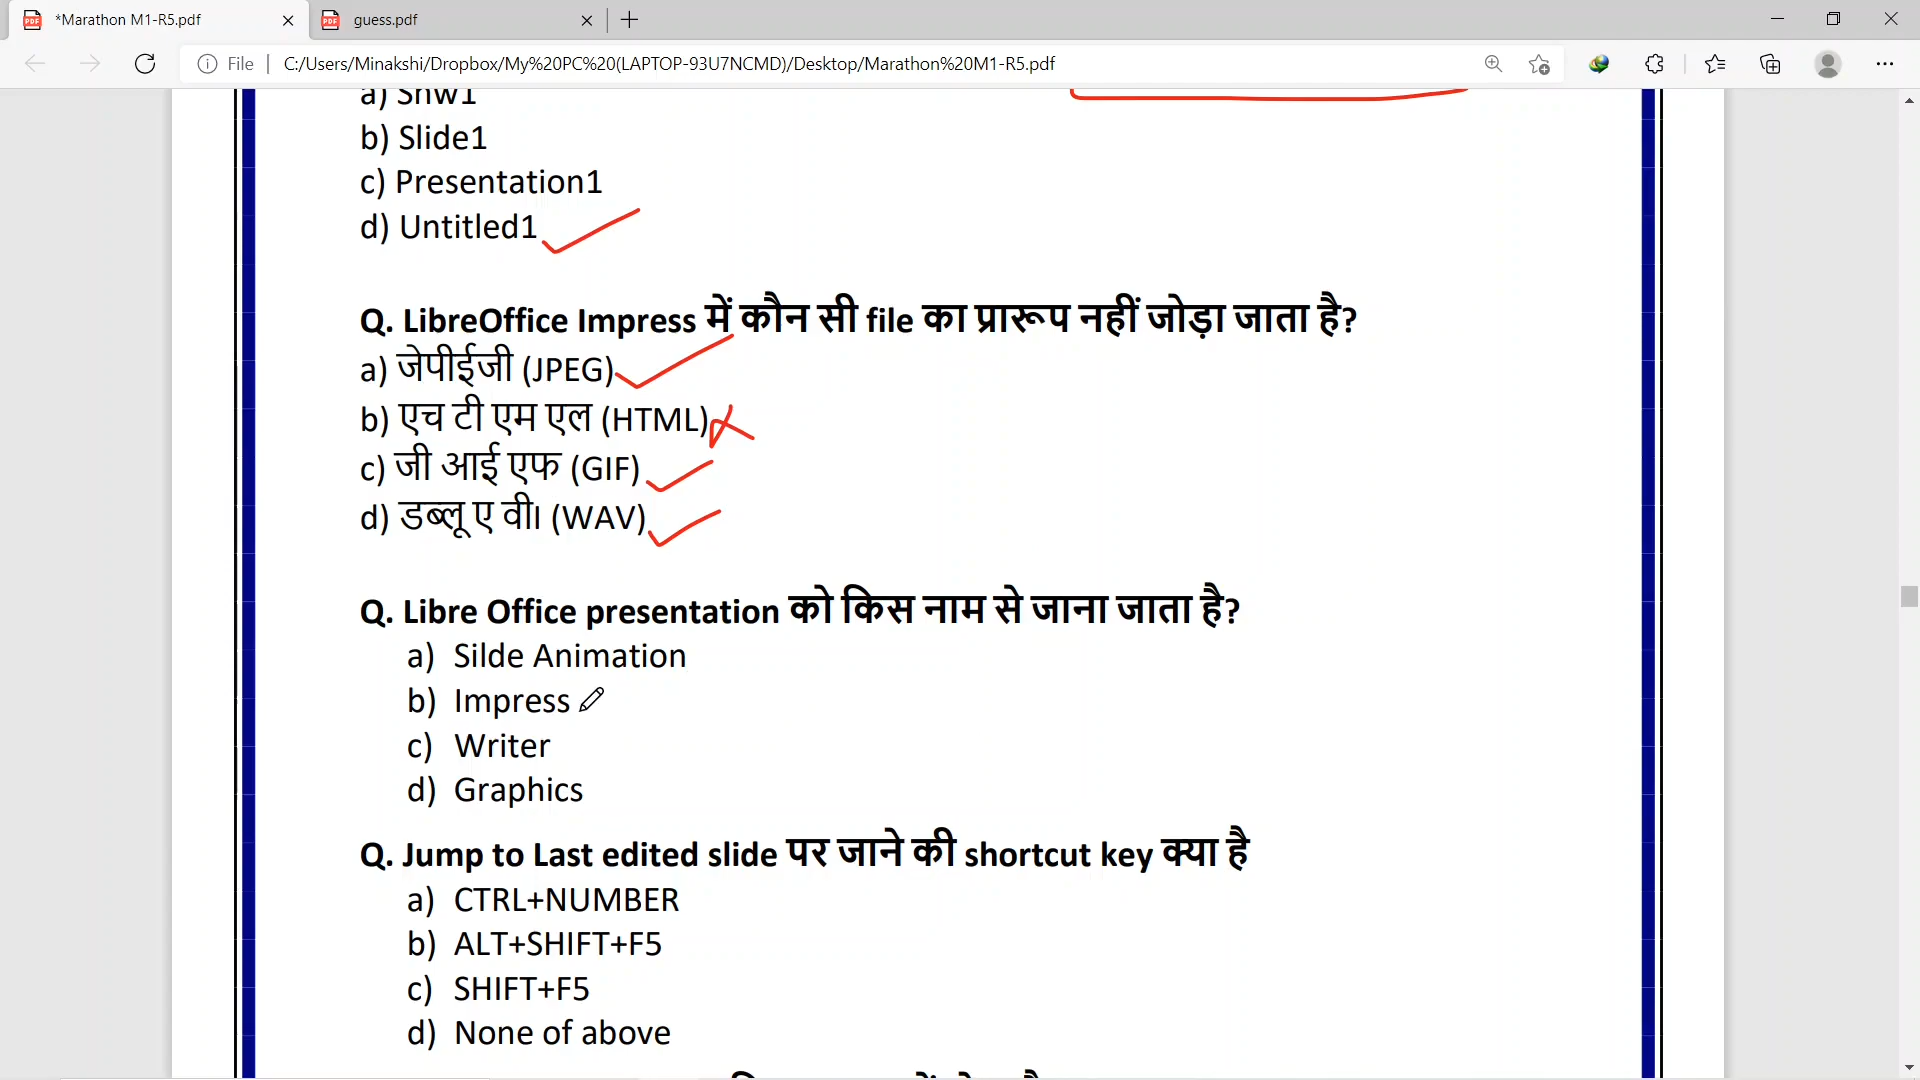 *Marathon M1-R5.pdf
guess.pdf
File
C:/Users/Minakshi/Dropbox/My%20PC%20(LAPTOP-93U7NCMD)/Desktop/Marathon%20M1-R5.pdf
a) Shw1
b) Slide1
c) Presentation1
d) Untitled1
Q. LibreOffice Impress में कौन सी file का प्रारूप नहीं जोड़ा जाता है?
a) जेपीईजी (JPEG)
b) एच टी एम एल (HTML)
c) जी आई एफ (GIF)
d) डब्लू ए वी। (WAV)
Q. Libre Office presentation को किस नाम से जाना जाता है?
a) Silde Animation
b) Impress
c) Writer
d) Graphics
Q. Jump to Last edited slide पर जाने की shortcut key क्या है
a) CTRL+NUMBER
b) ALT+SHIFT+F5
c) SHIFT+F5
d) None of above